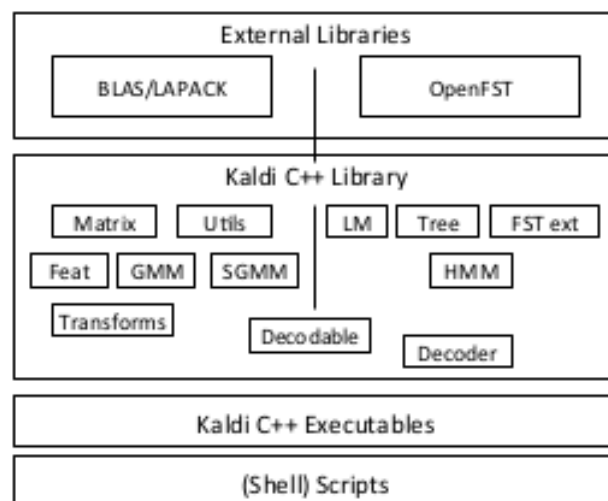 External Libraries
BLAS/LAPACK OpenFST
Kaldi C++ Library
Matrix Utils LM Tree FST ext
Feat GMM SGMM HMM
Transforms
Decodable
Decoder
Kaldi C++ Executables
(Shell) Scripts